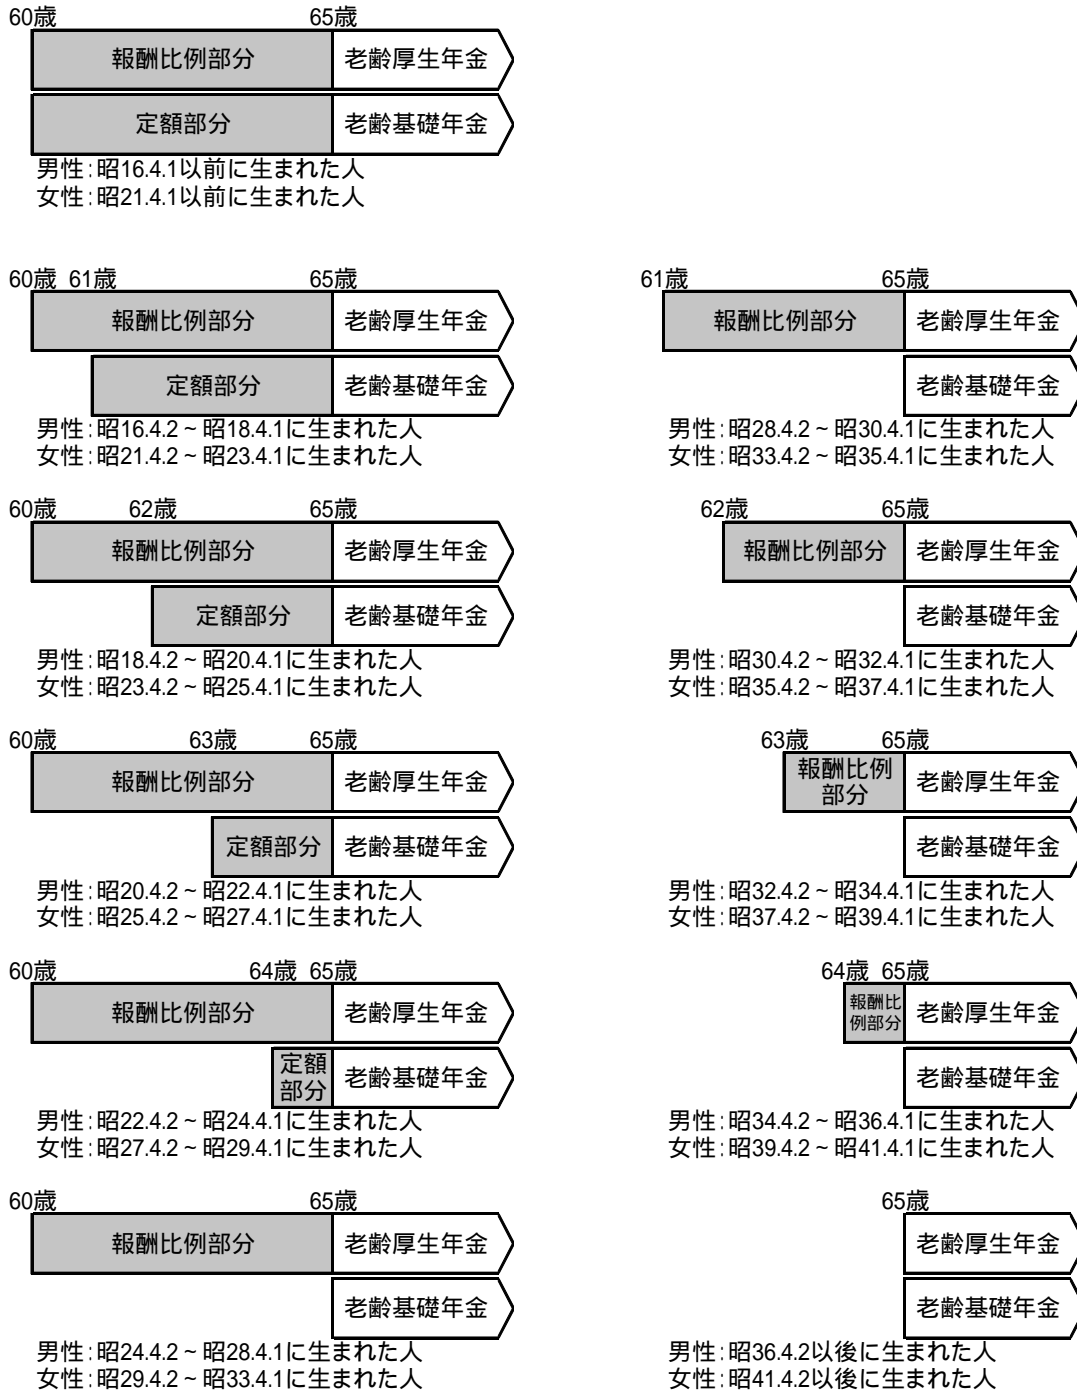 60歳 65歳
報酬比例部分 老齢厚生年金
定額部分 老齢基礎年金
男性:昭16.4.1以前に生まれた人
女性:昭21.4.1以前に生まれた人
60歳 61歳 65歳
報酬比例部分 老齢厚生年金
定額部分 老齢基礎年金
男性:昭16.4.2~昭18.4.1に生まれた人
女性:昭21.4.2~昭23.4.1に生まれた人
60歳 62歳 65歳
報酬比例部分 老齢厚生年金
定額部分 老齢基礎年金
男性:昭18.4.2~昭20.4.1に生まれた人
女性:昭23.4.2~昭25.4.1に生まれた人
60歳 63歳 65歳
報酬比例部分 老齢厚生年金
定額部分 老齢基礎年金
男性:昭20.4.2~昭22.4.1に生まれた人
女性:昭25.4.2~昭27.4.1に生まれた人
60歳 64歳 65歳
報酬比例部分 老齢厚生年金
定額
部分 老齢基礎年金
男性:昭22.4.2~昭24.4.1に生まれた人
女性:昭27.4.2~昭29.4.1に生まれた人
60歳 65歳
報酬比例部分 老齢厚生年金
老齢基礎年金
男性:昭24.4.2~昭28.4.1に生まれた人
女性:昭29.4.2~昭33.4.1に生まれた人
61歳 65歳
報酬比例部分 老齢厚生年金
老齢基礎年金
男性:昭28.4.2~昭30.4.1に生まれた人
女性:昭33.4.2~昭35.4.1に生まれた人
62歳 65歳
報酬比例部分 老齢厚生年金
老齢基礎年金
男性:昭30.4.2~昭32.4.1に生まれた人
女性:昭35.4.2~昭37.4.1に生まれた人
63歳 65歳
報酬比例
部分 老齢厚生年金
老齢基礎年金
男性:昭32.4.2~昭34.4.1に生まれた人
女性:昭37.4.2~昭39.4.1に生まれた人
64歳 65歳
報酬比
例部分 老齢厚生年金
老齢基礎年金
男性:昭34.4.2~昭36.4.1に生まれた人
女性:昭39.4.2~昭41.4.1に生まれた人
65歳
老齢厚生年金
老齢基礎年金
男性:昭36.4.2以後に生まれた人
女性:昭41.4.2以後に生まれた人